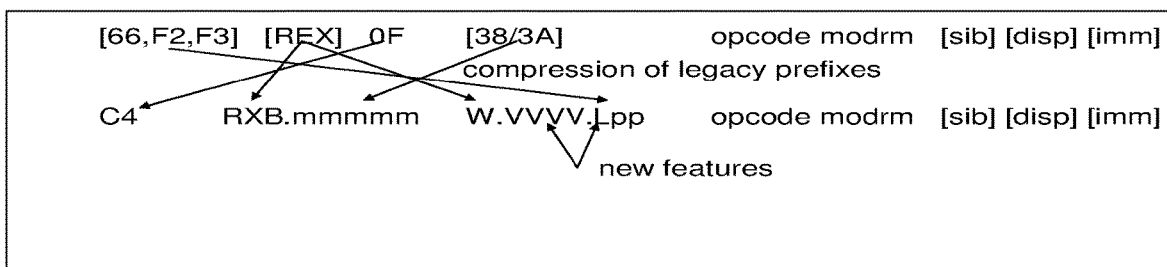 [66,F2,F3] [REX] 0F [38/3A] opcode modrm [sib] [disp] [imm]
compression of legacy prefixes
C4 RXB.mmmmm W.VVVV.Lpp opcode modrm [sib] [disp] [imm]
new features